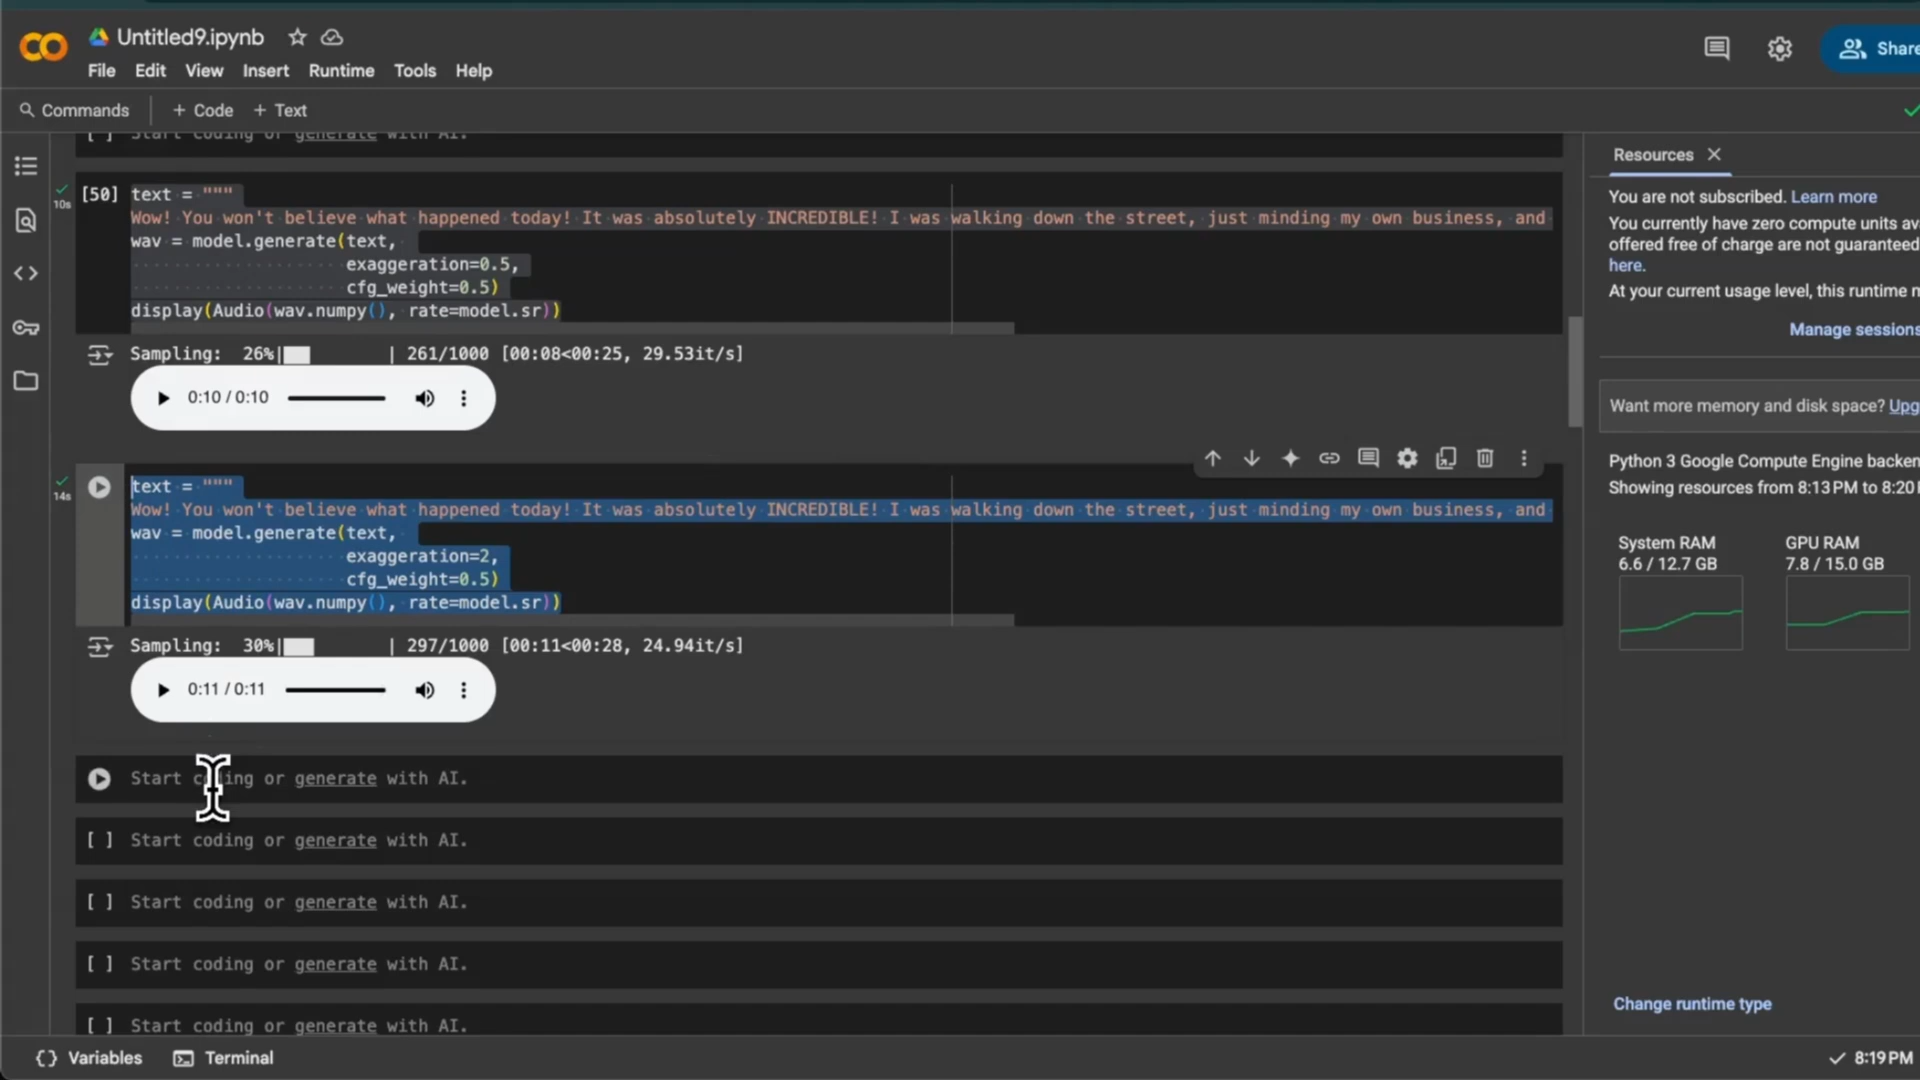 Untitled9.ipynb
Share
File Edit View Insert Runtime Tools Help
Commands + Code + Text
[ ] Start coding or generate with AI.
[50] text = """
10s
Wow! You won't believe what happened today! It was absolutely INCREDIBLE! I was walking down the street, just minding my own business, and
wav = model.generate(text,
exaggeration=0.5,
cfg_weight=0.5)
display(Audio(wav.numpy(), rate=model.sr))
Sampling: 26%| | 261/1000 [00:08<00:25, 29.53it/s]
0:10 / 0:10
text = """
14s
Wow! You won't believe what happened today! It was absolutely INCREDIBLE! I was walking down the street, just minding my own business, and
wav = model.generate(text,
exaggeration=2,
cfg_weight=0.5)
display(Audio(wav.numpy(), rate=model.sr))
Sampling: 30%| | 297/1000 [00:11<00:28, 24.94it/s]
0:11 / 0:11
Start coding or generate with AI.
[ ] Start coding or generate with AI.
[ ] Start coding or generate with AI.
[ ] Start coding or generate with AI.
[ ] Start coding or generate with AI.
Resources
You are not subscribed. Learn more
You currently have zero compute units
offered free of charge are not guaranteed
here.
At your current usage level, this runtime
Manage sessions
Want more memory and disk space?
Python 3 Google Compute Engine
Showing resources from 8:13 PM to 8:20
System RAM
6.6 / 12.7 GB
GPU RAM
7.8 / 15.0 GB
Change runtime type
Variables Terminal
8:19 PM